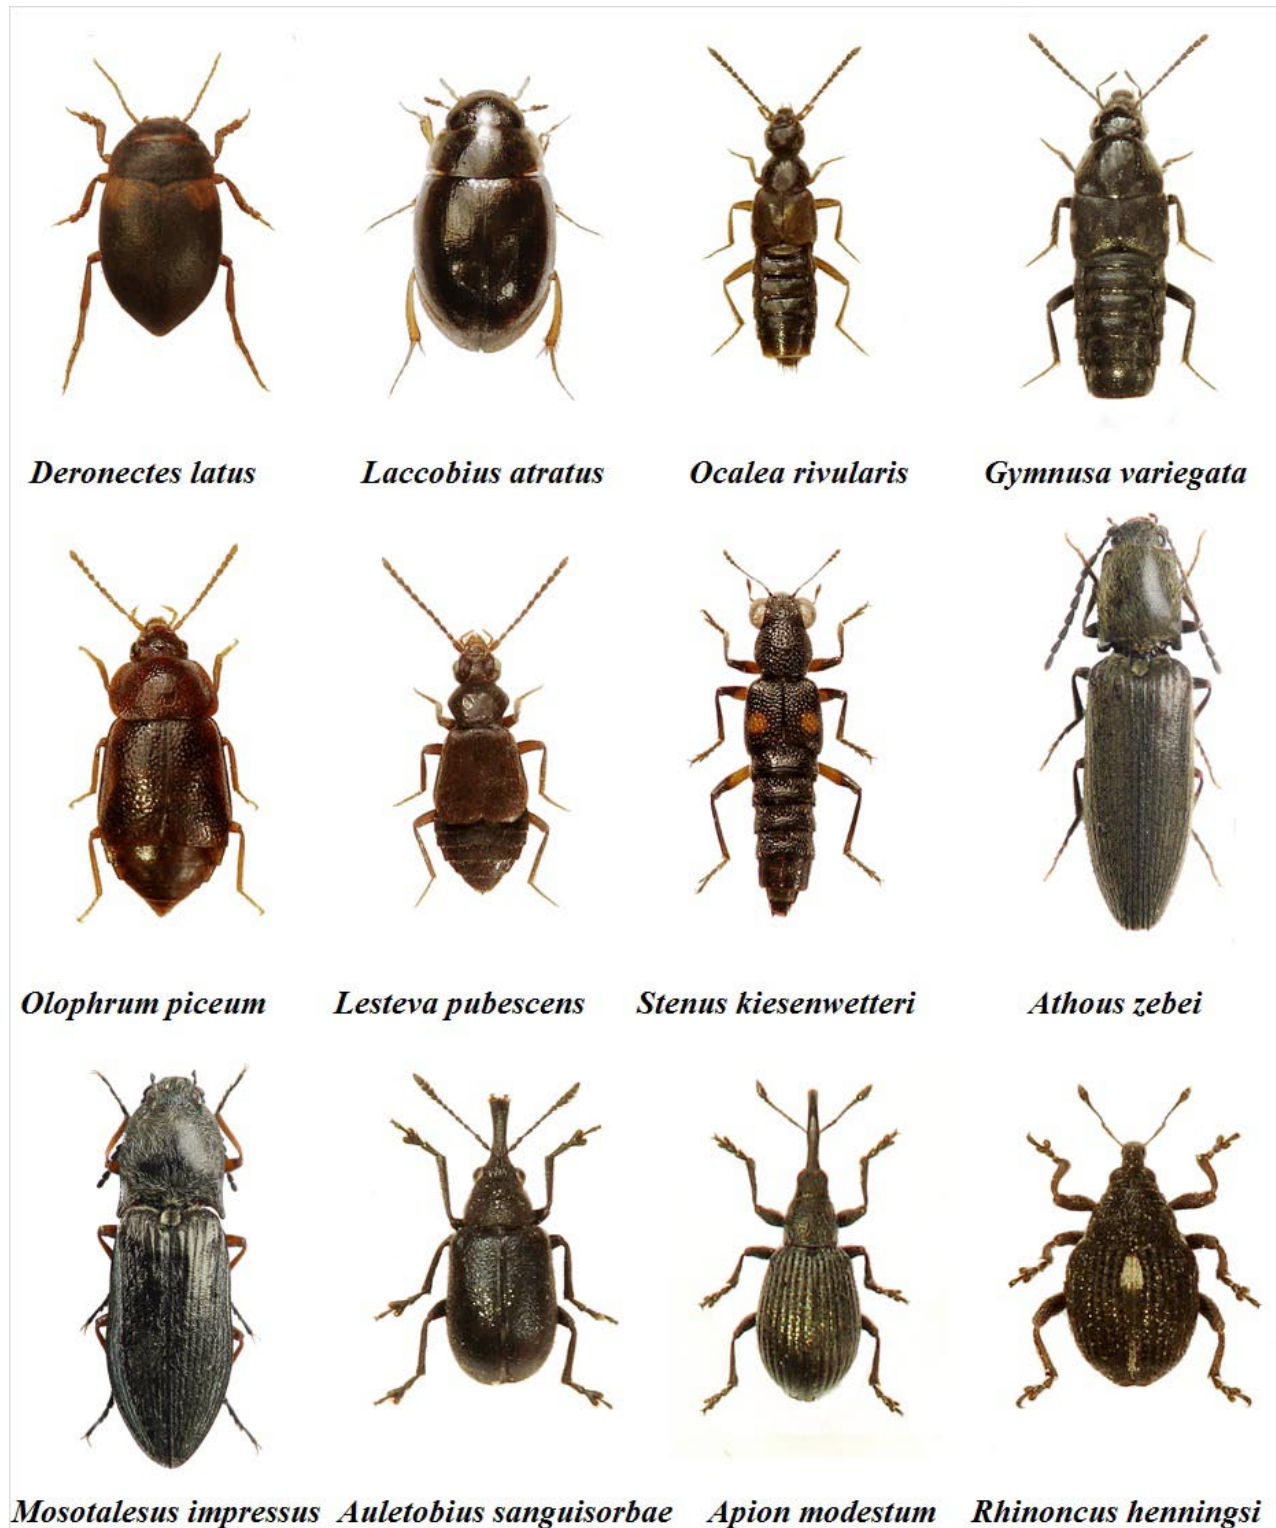 Deronectes latus Laccobius atratus Ocalea rivularis Gymnusa variegata
Olophrum piceum Lesteva pubescens Stenus kiesenwetteri Athous zebei
Mosotalesus impressus Auletobius sanguisorbae Apion modestum Rhinoncus henningsi